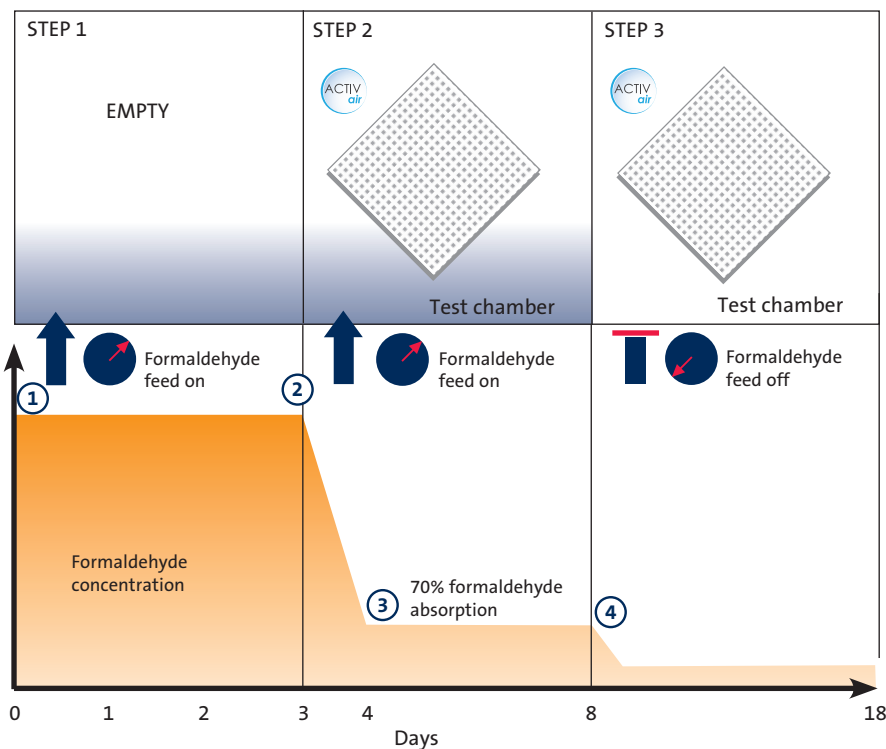 STEP 1
EMPTY
STEP 2
ACTIV
air
Test chamber
STEP 3
ACTIV
air
Test chamber
Formaldehyde
feed on
Formaldehyde
feed on
Formaldehyde
feed off
1
2
Formaldehyde
concentration
3
70% formaldehyde
absorption
4
0 1 2 3 4 8 18
Days